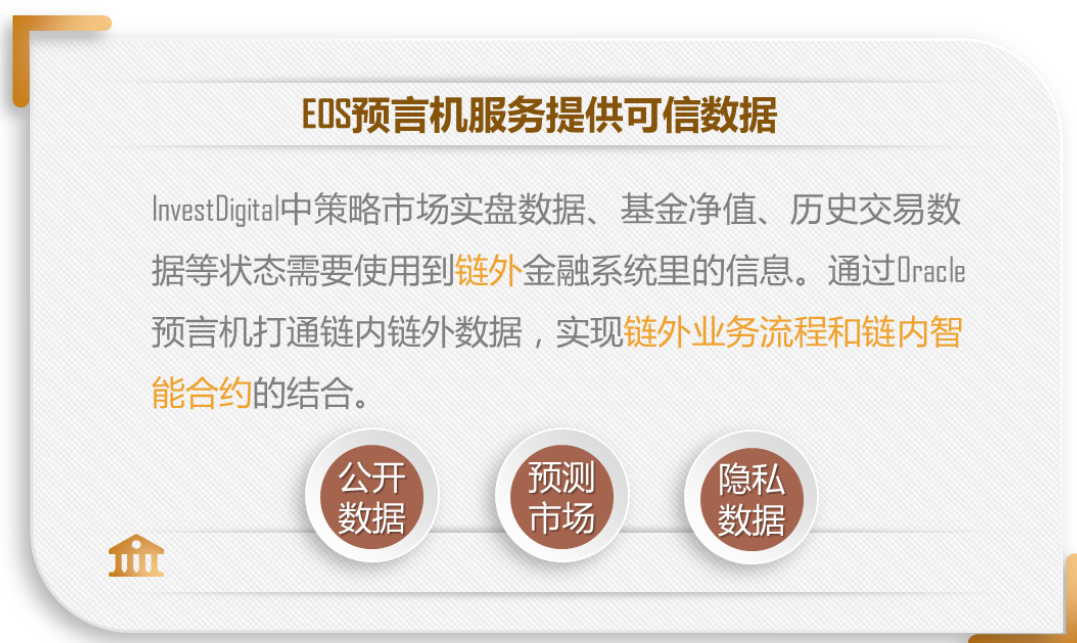 EOS预言机服务提供可信数据
InvestDigital中策略市场实盘数据、基金净值、历史交易数
据等状态需要使用到链外金融系统里的信息。通过Oracle
预言机打通链内链外数据，实现链外业务流程和链内智
能合约的结合。
公开
数据
预测
市场
隐私
数据